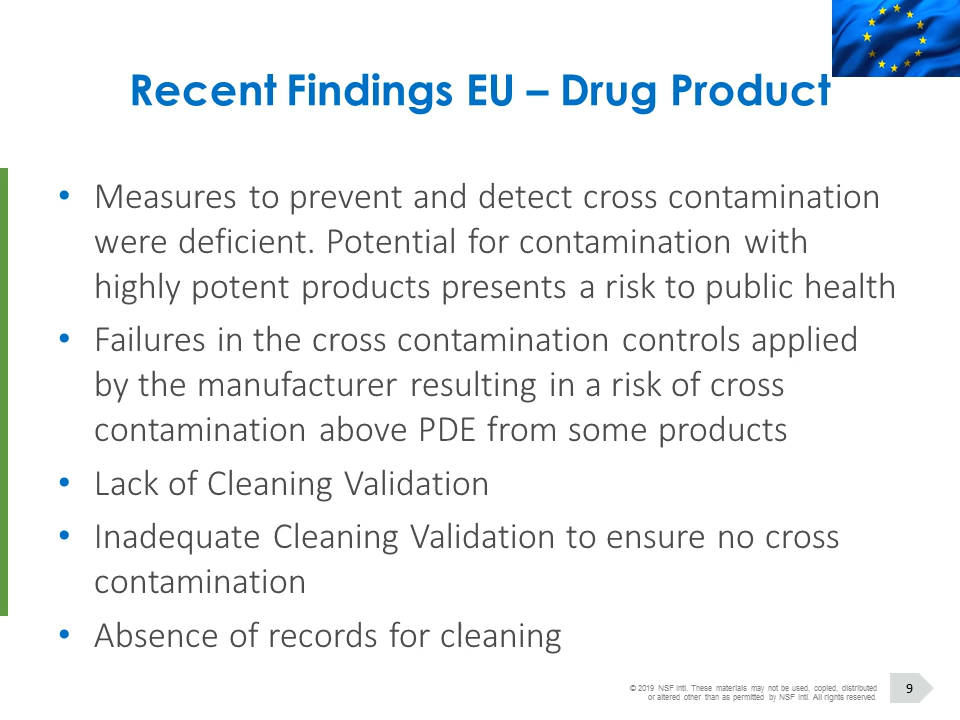 Recent Findings EU – Drug Product
• Measures to prevent and detect cross contamination
were deficient. Potential for contamination with
highly potent products presents a risk to public health
• Failures in the cross contamination controls applied
by the manufacturer resulting in a risk of cross
contamination above PDE from some products
• Lack of Cleaning Validation
• Inadequate Cleaning Validation to ensure no cross
contamination
• Absence of records for cleaning
© 2019 NSF Intl. These materials may not be used, copied, distributed
or altered other than as permitted by NSF Intl. All rights reserved.
9